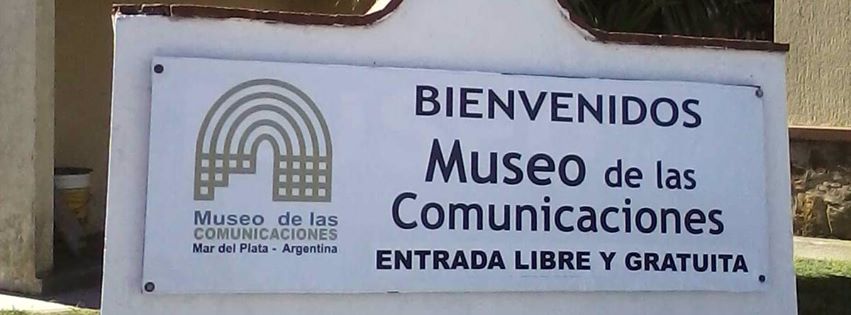 Museo de las
COMUNICACIONES
Mar del Plata - Argentina
BIENVENIDOS
Museo de las
Comunicaciones
ENTRADA LIBRE Y GRATUITA